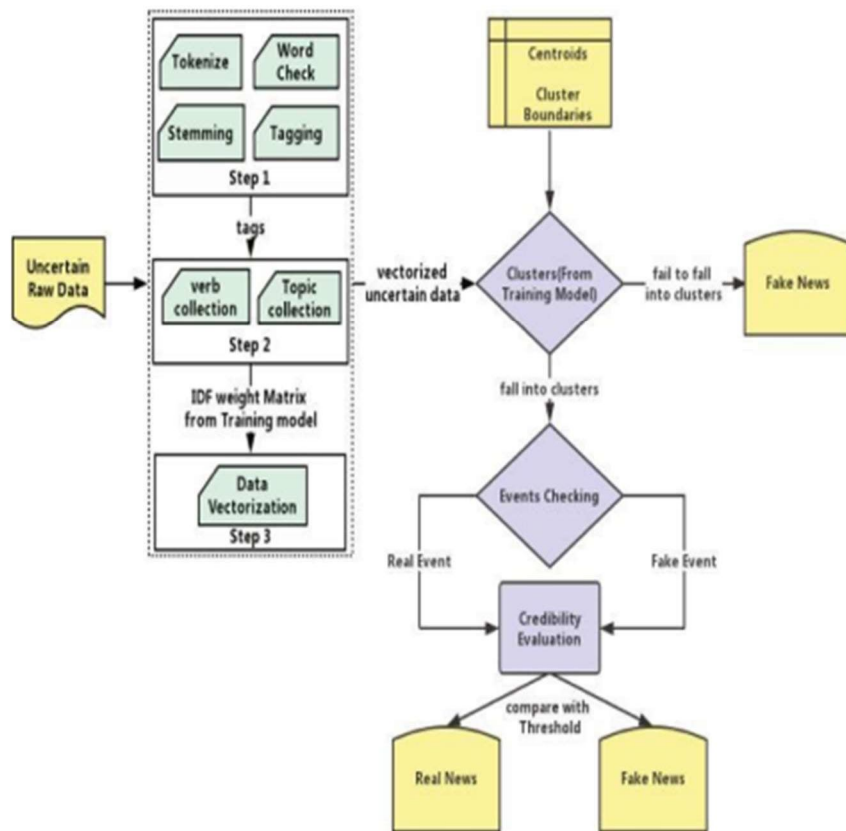 Tokenize
Word
Check
Stemming
Tagging
Step 1
tags
Uncertain
Raw Data
verb
collection
Topic
collection
Step 2
IDF weight Matrix
from Training model
Data
Vectorization
Step 3
vectorized
uncertain data
Centroids
Cluster
Boundaries
Clusters(From
Training Model)
fail to fall
into clusters
Fake News
fall into clusters
Events Checking
Real Event
Fake Event
Credibility
Evaluation
compare with
Threshold
Real News
Fake News